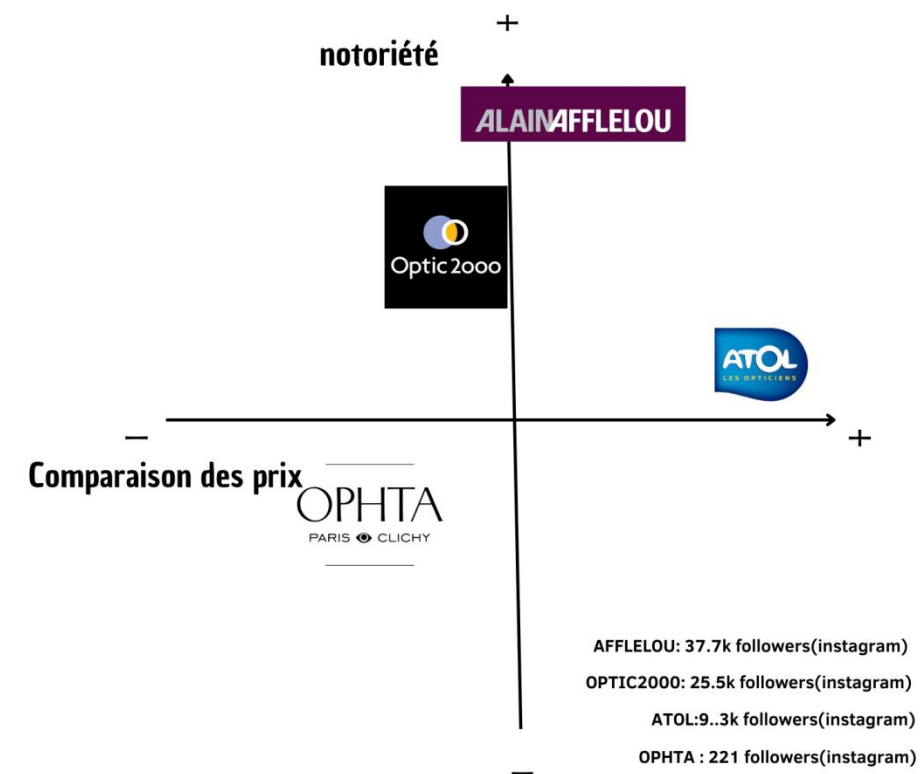 +
notoriété
ALAINAFFLELOU
Optic 2000
ATOL
LES OPTICIENS
−
+
Comparaison des prix
OPHTA
PARIS CLICHY
AFFLELOU: 37.7k followers(instagram)
OPTIC2000: 25.5k followers(instagram)
ATOL:9..3k followers(instagram)
OPHTA : 221 followers(instagram)
−